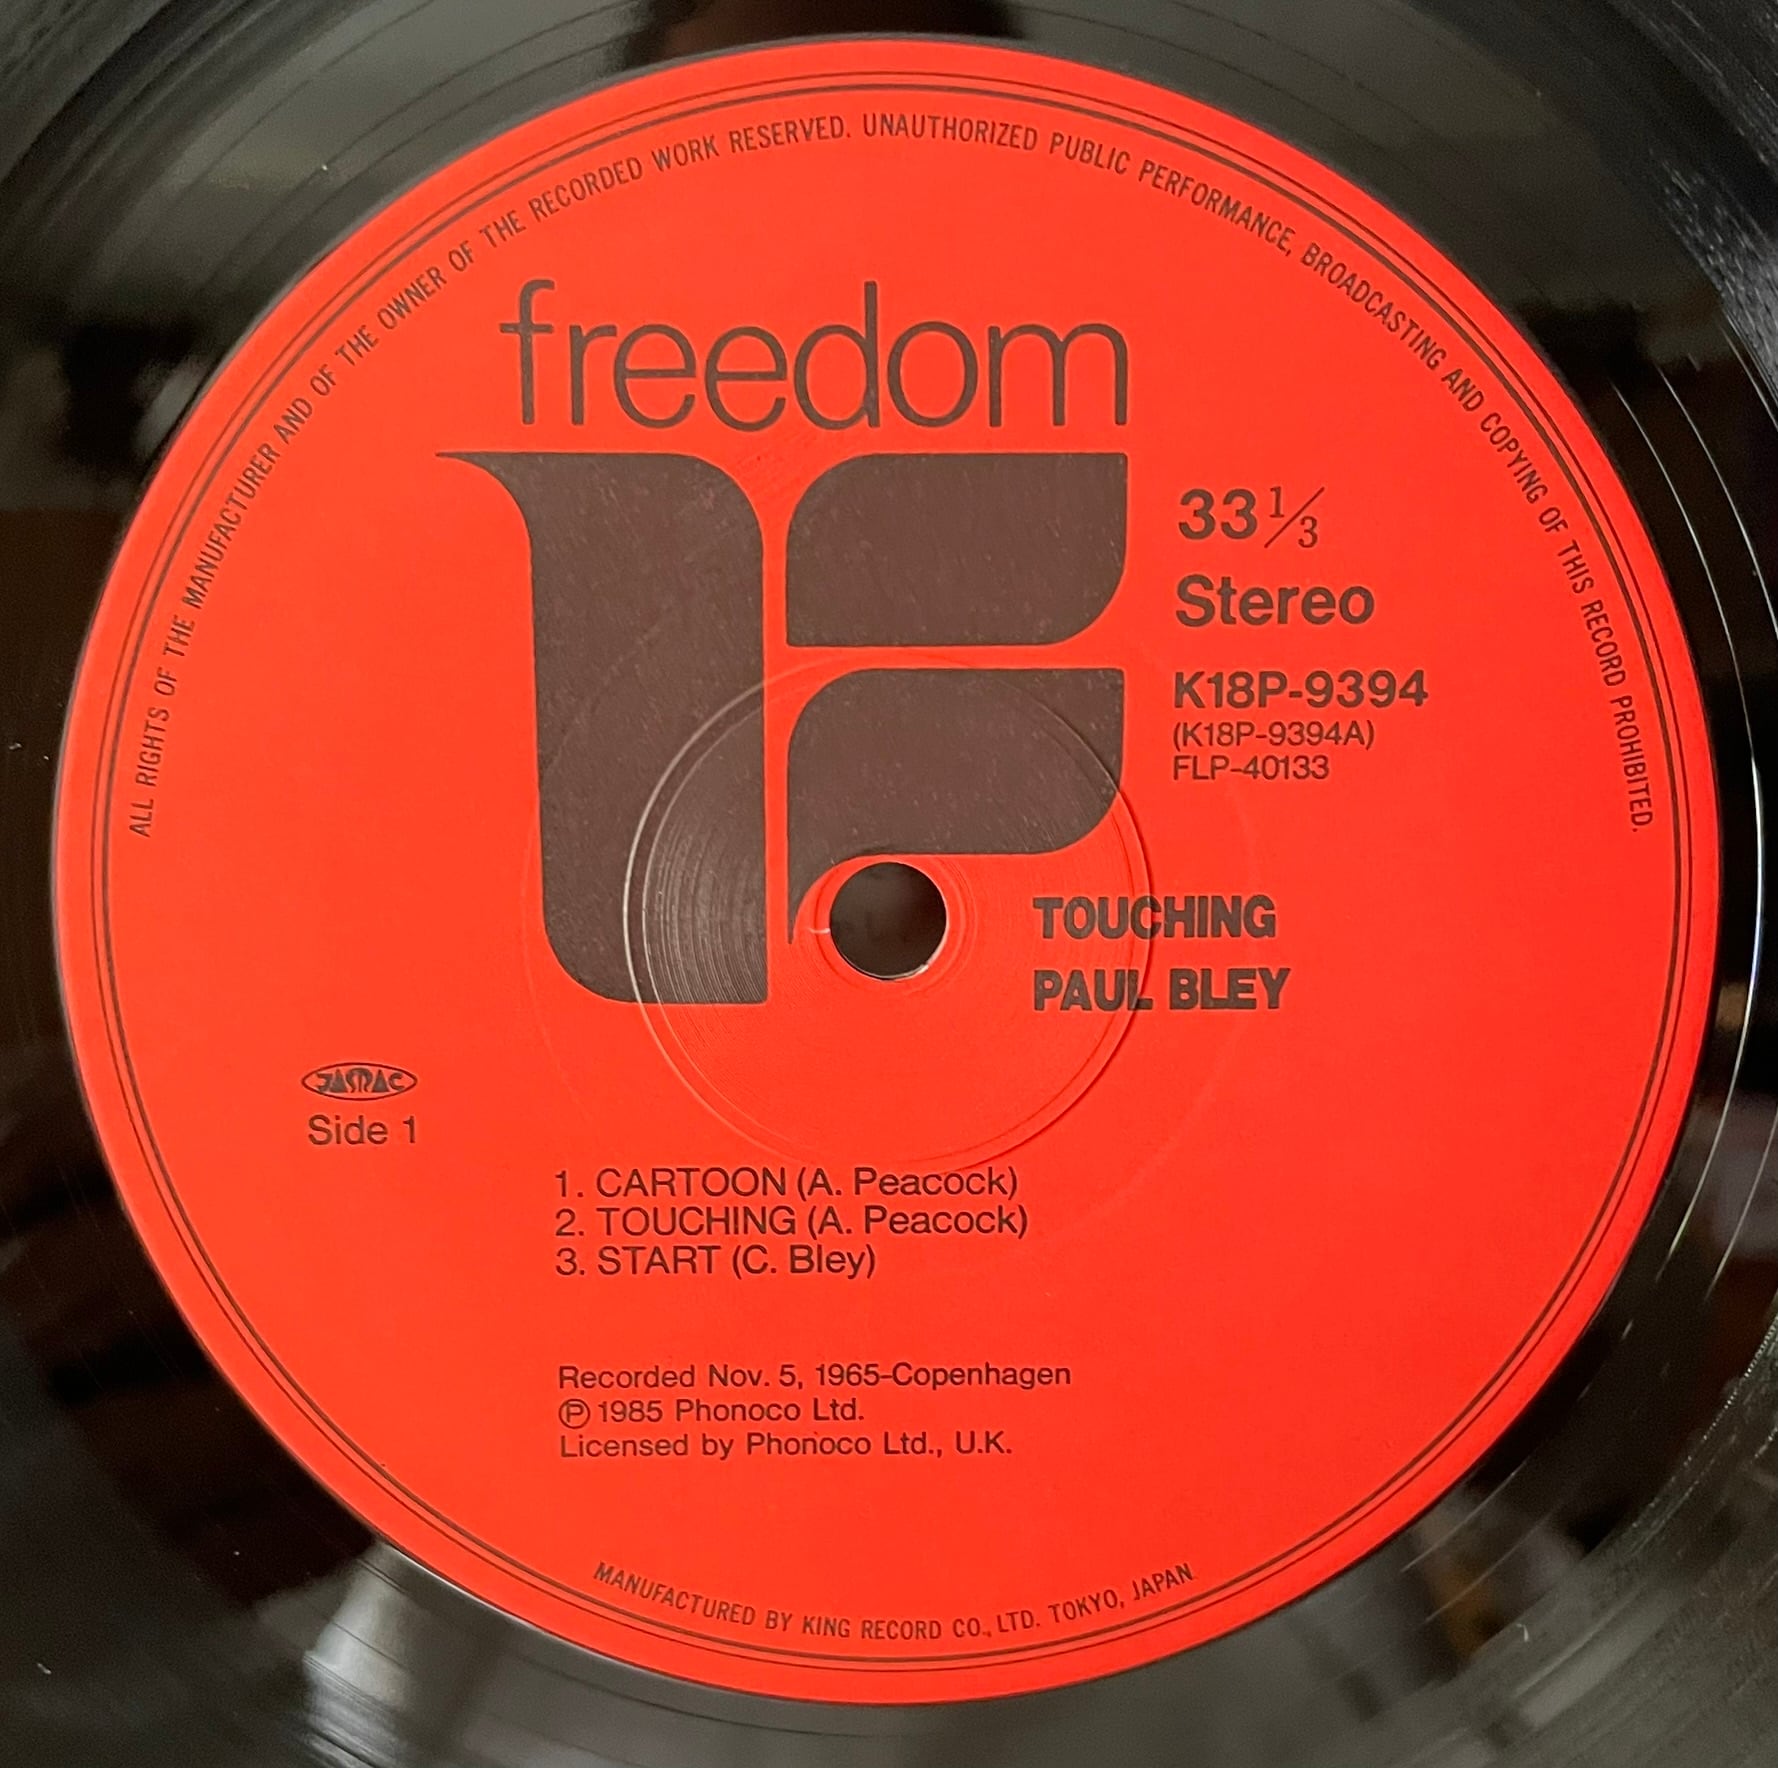 ALL RIGHTS OF THE MANUFACTURER AND OF THE OWNER OF THE RECORDED WORK RESERVED. UNAUTHORIZED PUBLIC PERFORMANCE, BROADCASTING AND COPYING OF THIS RECORD PROHIBITED.
freedom
33 1/3
Stereo
K18P-9394
(K18P-9394A)
FLP-40133
TOUCHING
PAUL BLEY
JASRAC
Side 1
1. CARTOON (A. Peacock)
2. TOUCHING (A. Peacock)
3. START (C. Bley)
Recorded Nov. 5, 1965-Copenhagen
Ⓟ 1985 Phonoco Ltd.
Licensed by Phonoco Ltd., U.K.
MANUFACTURED BY KING RECORD CO., LTD. TOKYO, JAPAN